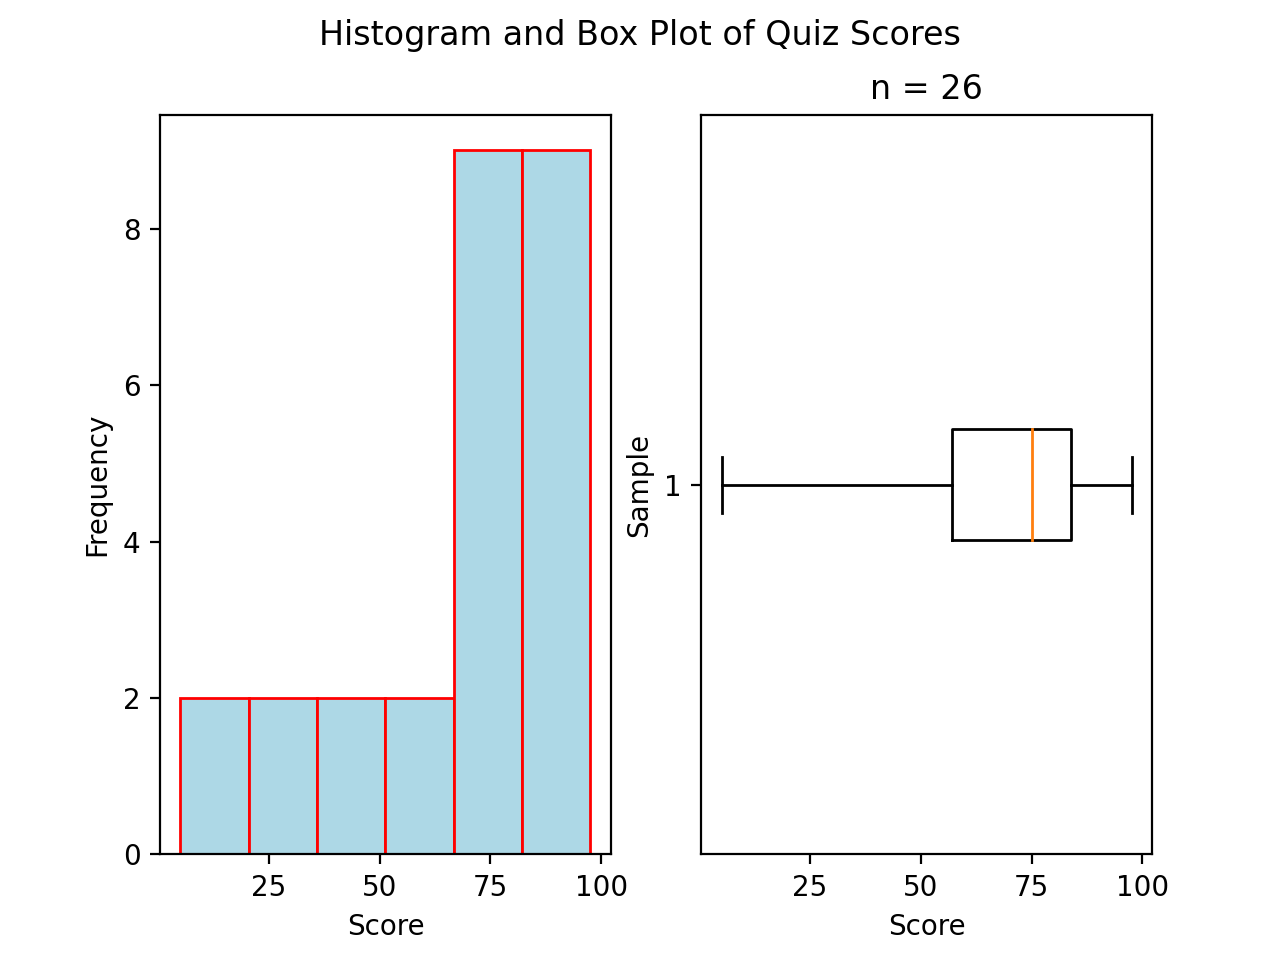 Histogram and Box Plot of Quiz Scores
Frequency
8
6
4
2
0
25 50 75 100
Score
n = 26
Sample
1
25 50 75 100
Score